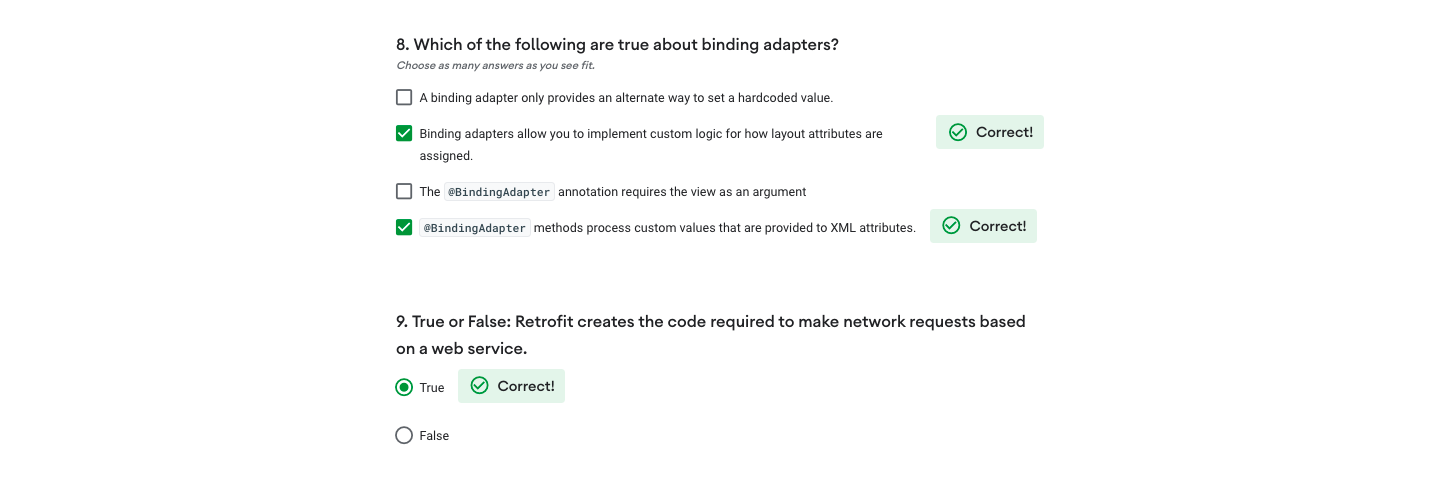 8. Which of the following are true about binding adapters?
Choose as many answers as you see fit.
A binding adapter only provides an alternate way to set a hardcoded value.
Binding adapters allow you to implement custom logic for how layout attributes are
assigned.
Correct!
The @BindingAdapter annotation requires the view as an argument
@BindingAdapter methods process custom values that are provided to XML attributes.
Correct!
9. True or False: Retrofit creates the code required to make network requests based
on a web service.
True
Correct!
False